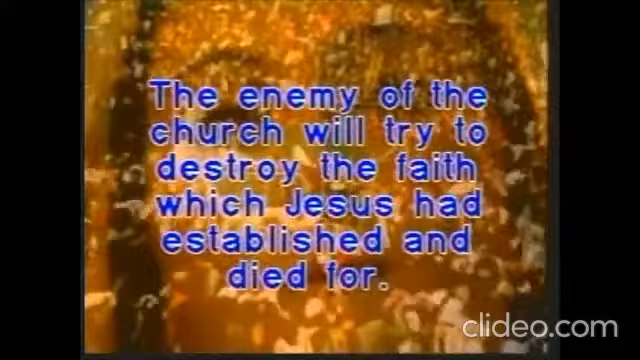 The enemy of the
church will try to
destroy the faith
which Jesus had
established and
died for.
clideo.com